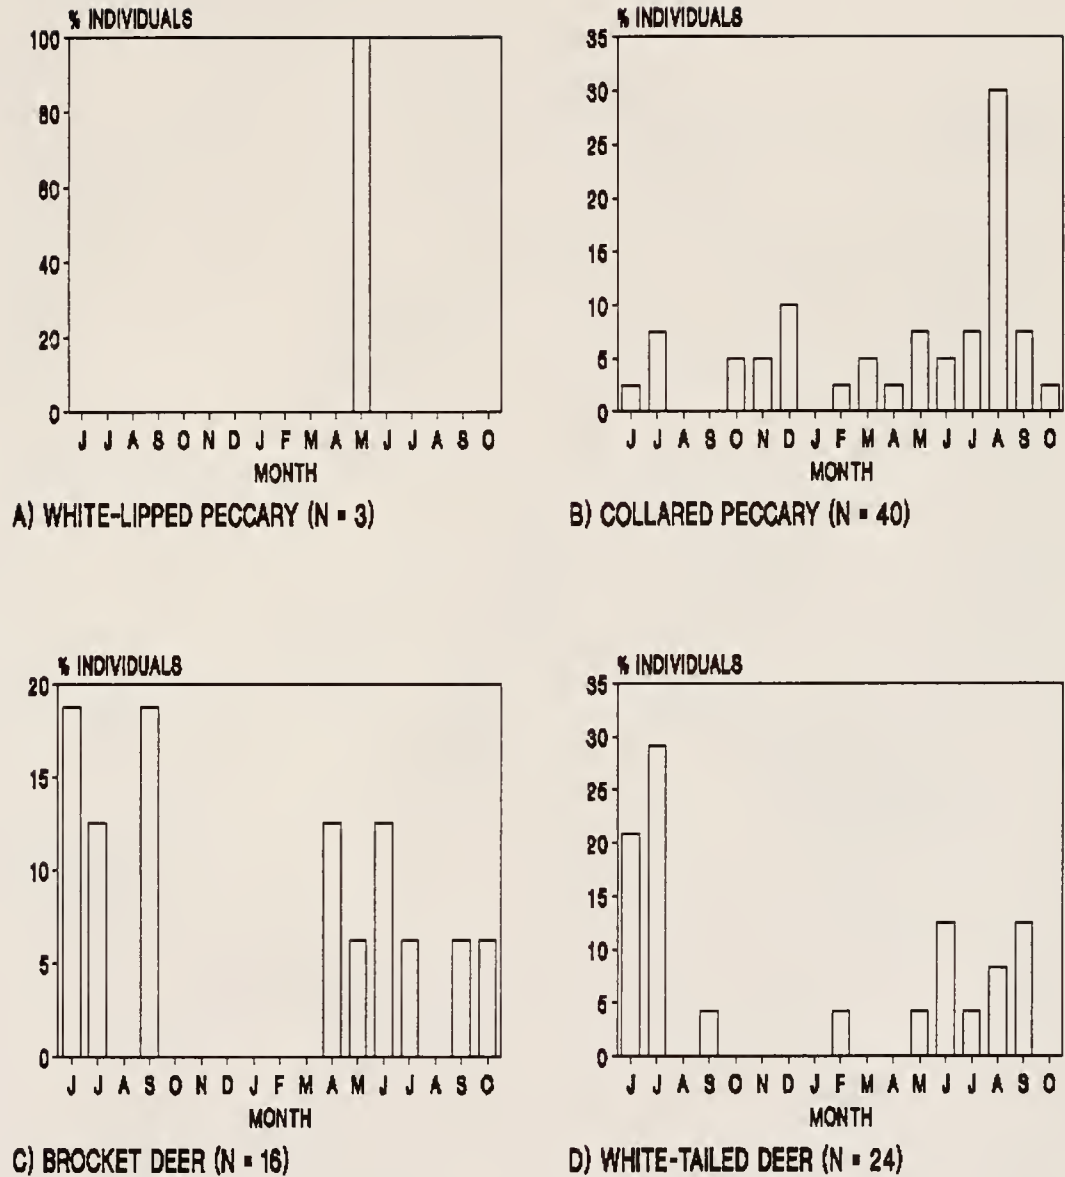 % INDIVIDUALS
100
80
60
40
20
0
J J A S O N D J F M A M J J A S O
MONTH
A) WHITE-LIPPED PECCARY (N = 3)
% INDIVIDUALS
35
30
25
20
15
10
5
0
J J A S O N D J F M A M J J A S O
MONTH
B) COLLARED PECCARY (N = 40)
% INDIVIDUALS
20
15
10
5
0
J J A S O N D J F M A M J J A S O
MONTH
C) BROCKET DEER (N = 16)
% INDIVIDUALS
35
30
25
20
15
10
5
0
J J A S O N D J F M A M J J A S O
MONTH
D) WHITE-TAILED DEER (N = 24)